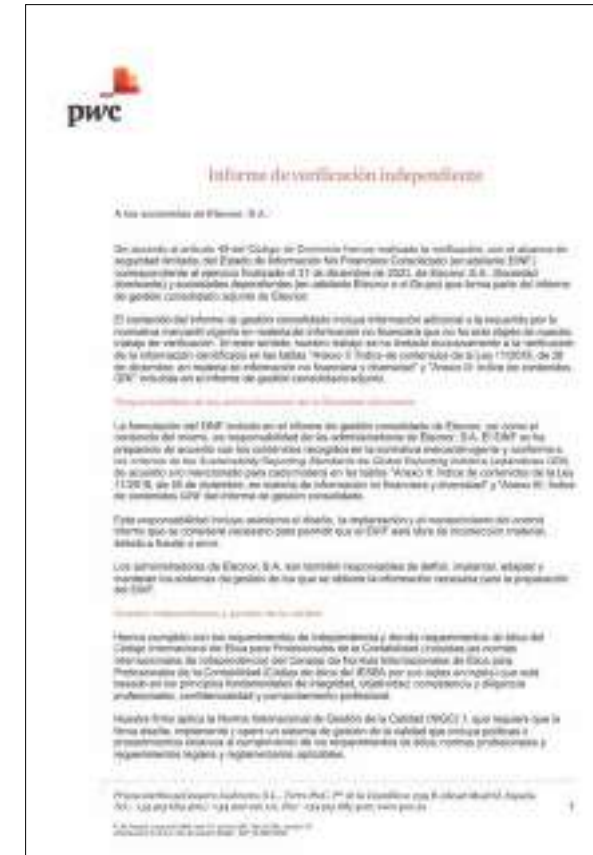 pwc
Informe de verificación independiente
A los accionistas de Elecnor, S.A.:
De acuerdo al artículo 49 del Código de Comercio hemos realizado la verificación, con el alcance de
seguridad limitada, del Estado de Información No Financiera Consolidado (en adelante EINF)
correspondiente al ejercicio finalizado el 31 de diciembre de de Elecnor, S.A. (Sociedad
dominante) y sociedades dependientes (en adelante Elecnor o el Grupo) que forma parte del informe
de gestión consolidado adjunto de Elecnor.
El contenido del informe de gestión consolidado incluye información adicional a la requerida por la
normativa mercantil vigente en materia de información no financiera que no ha sido objeto de nuestro
trabajo de verificación. En este sentido, nuestro trabajo se ha limitado exclusivamente a la verificación
de la información identificada en las tablas "Anexo II: Índice de contenidos de la Ley 11/2018, de 28
de diciembre, en materia de información no financiera y diversidad" y "Anexo III: Índice de contenidos
GRI" incluidas en el informe de gestión consolidado adjunto.
La formulación del EINF incluido en el informe de gestión consolidado de Elecnor, así como el
contenido del mismo, es responsabilidad de los administradores de Elecnor, S.A. El EINF se ha
preparado de acuerdo con los contenidos recogidos en la normativa mercantil vigente y conforme a
los criterios de los Sustainability Reporting Standards de Global Reporting Initiative (estándares GRI)
de acuerdo a lo mencionado para cada materia en las tablas "Anexo II: Índice de contenidos de la Ley
11/2018, de 28 de diciembre, en materia de información no financiera y diversidad" y "Anexo III: Índice
de contenidos GRI" del informe de gestión consolidado.
Esta responsabilidad incluye asimismo el diseño, la implantación y el mantenimiento del control
interno que se considere necesario para permitir que el EINF esté libre de incorrección material,
debida a fraude o error.
Los administradores de Elecnor, S.A. son también responsables de definir, implantar, adaptar y
mantener los sistemas de gestión de los que se obtiene la información necesaria para la preparación
del EINF.
Hemos cumplido con los requerimientos de independencia y demás requerimientos de ética del
Código Internacional de Ética para Profesionales de la Contabilidad (incluidas las normas
internacionales de independencia) del Consejo de Normas Internacionales de Ética para
Profesionales de la Contabilidad (Código de ética del IESBA por sus siglas en inglés) que está
basado en los principios fundamentales de integridad, objetividad, competencia y diligencia
profesionales, confidencialidad y comportamiento profesional.
Nuestra firma aplica la Norma Internacional de Gestión de la Calidad (NIGC) 1, que requiere que la
firma diseñe, implemente y opere un sistema de gestión de la calidad que incluya políticas o
procedimientos relativos al cumplimiento de los requerimientos de ética, normas profesionales y
requerimientos legales y reglamentarios aplicables.
1